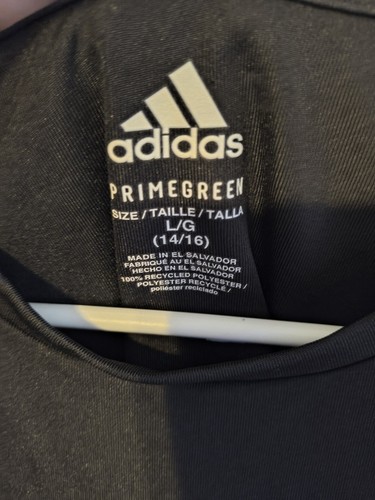 adidas
PRIMEGREEN
SIZE / TAILLE / TALLA
L/G
(14/16)
MADE IN EL SALVADOR
FABRIQUÉ AU EL SALVADOR
HECHO EN EL SALVADOR
100% RECYCLED POLYESTER /
POLYESTER RECYCLÉ /
poliéster reciclado